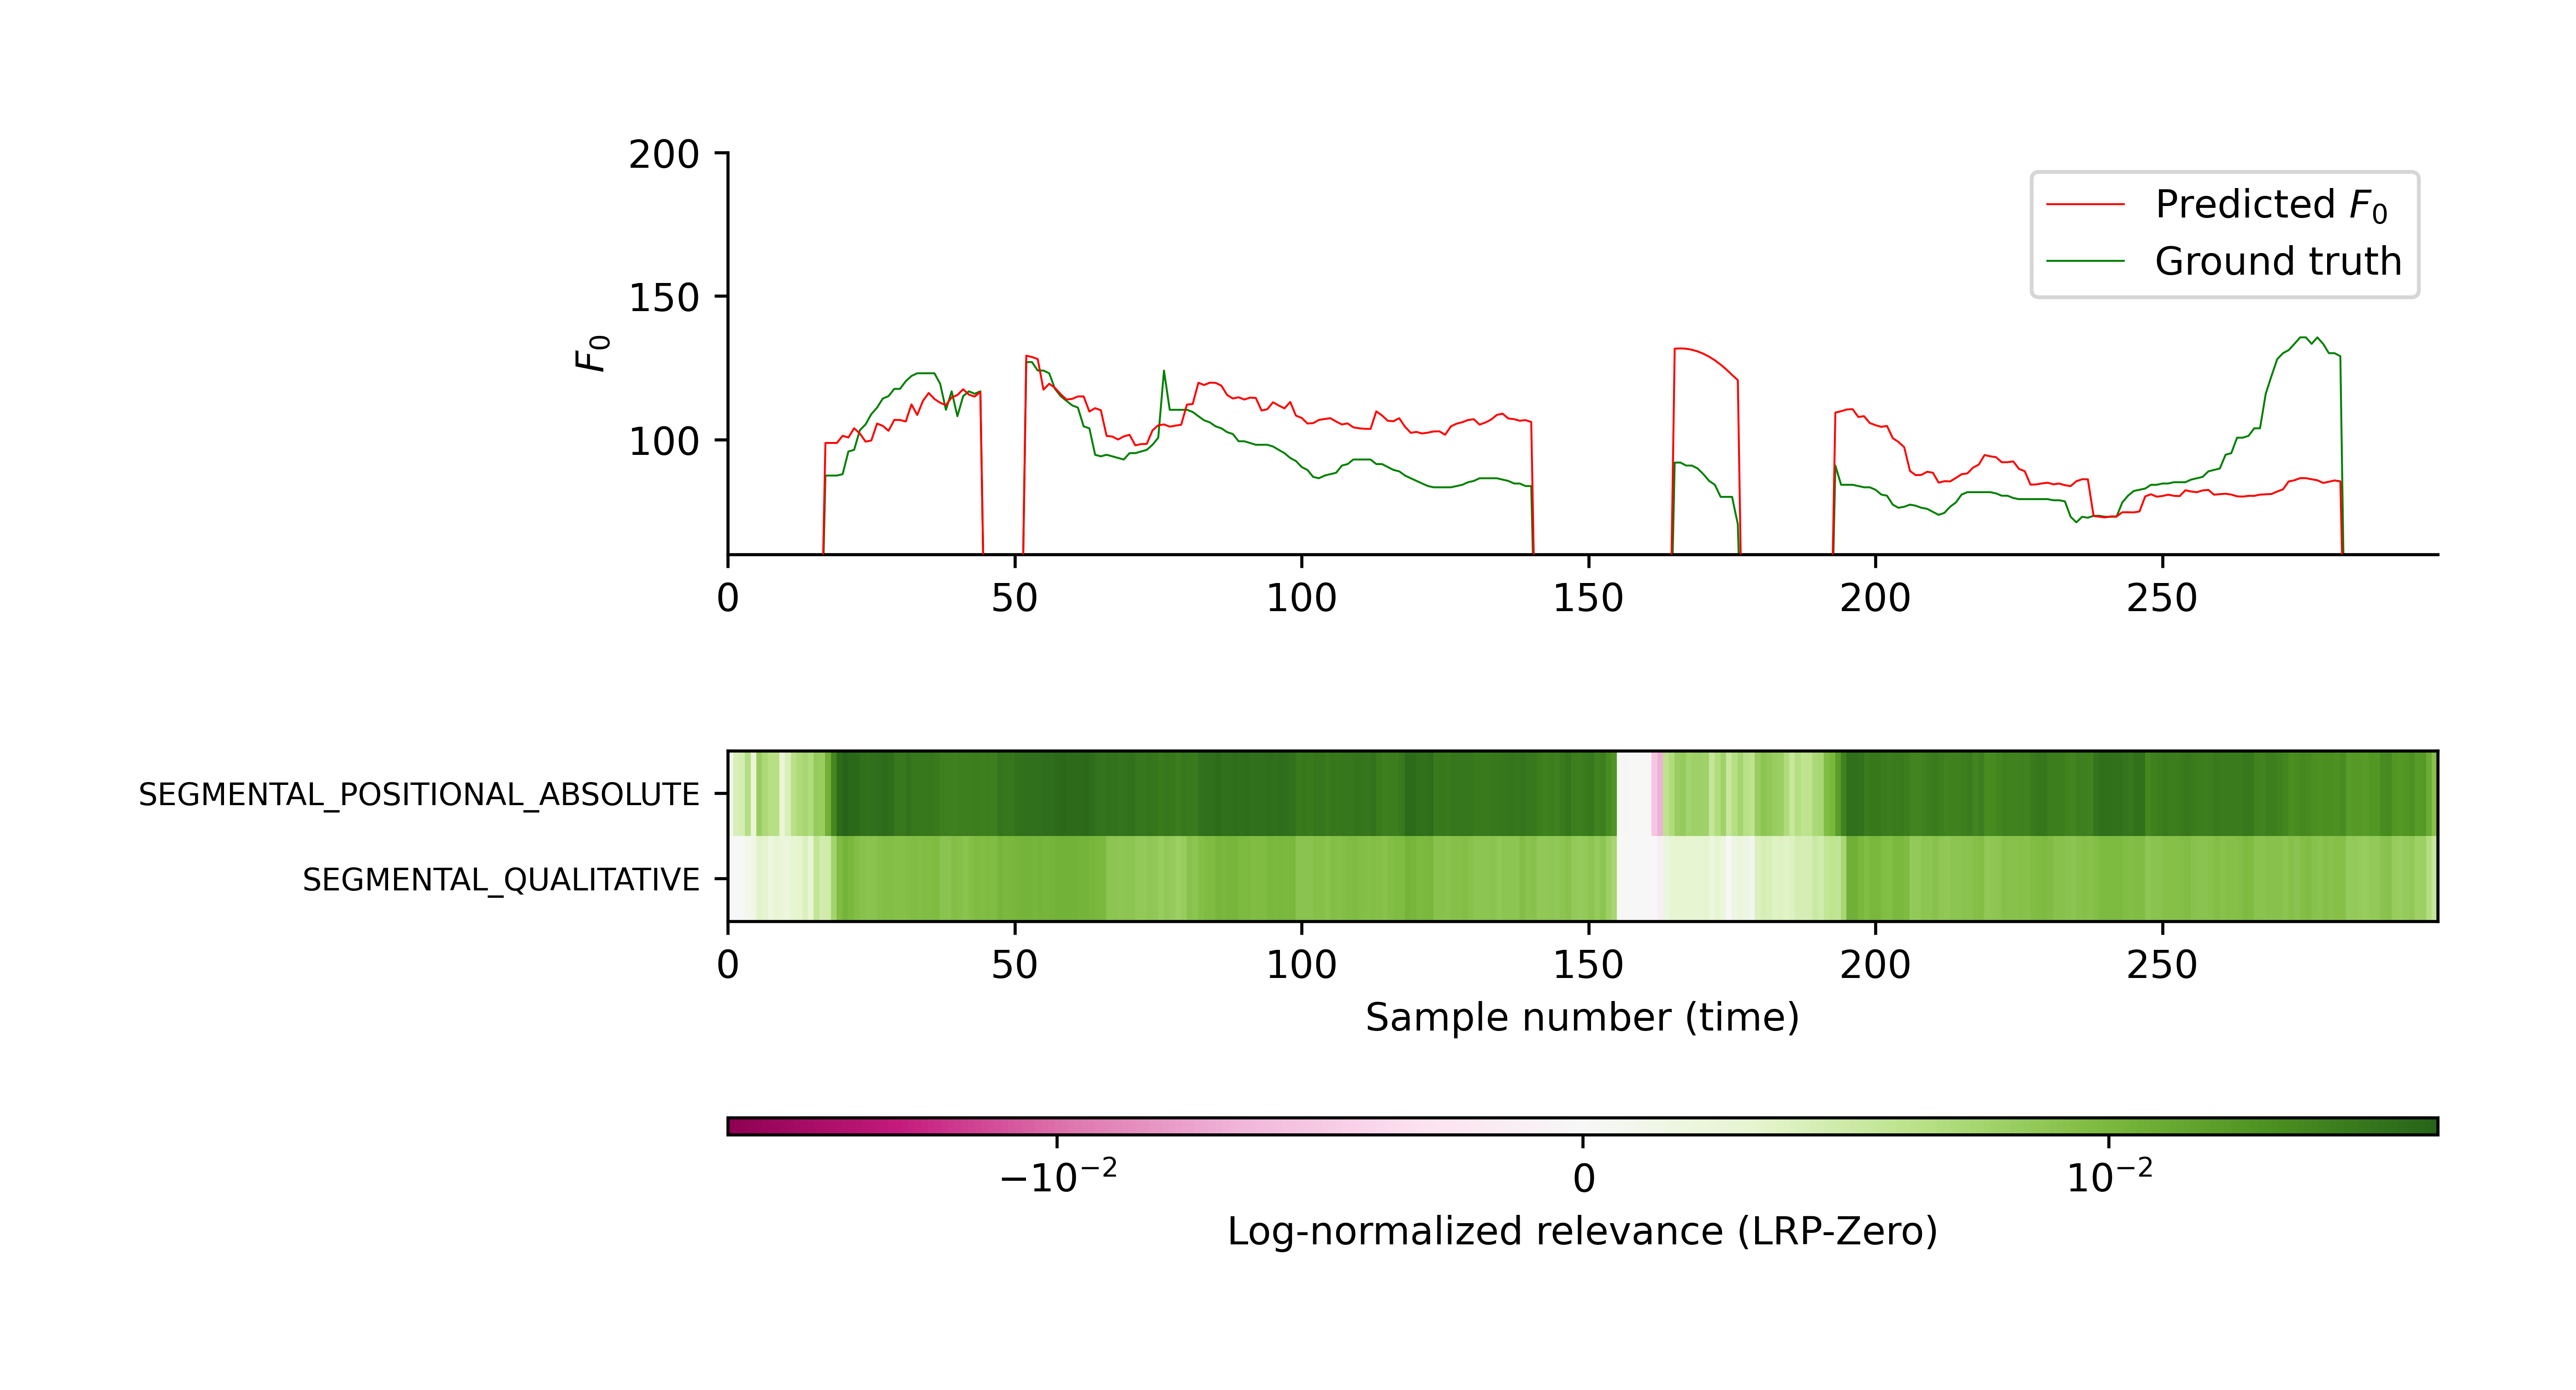 200
150
100
F₀
Predicted F₀
Ground truth
0 50 100 150 200 250
SEGMENTAL_POSITIONAL_ABSOLUTE
SEGMENTAL_QUALITATIVE
0 50 100 150 200 250
Sample number (time)
−10⁻² 0 10⁻²
Log-normalized relevance (LRP-Zero)